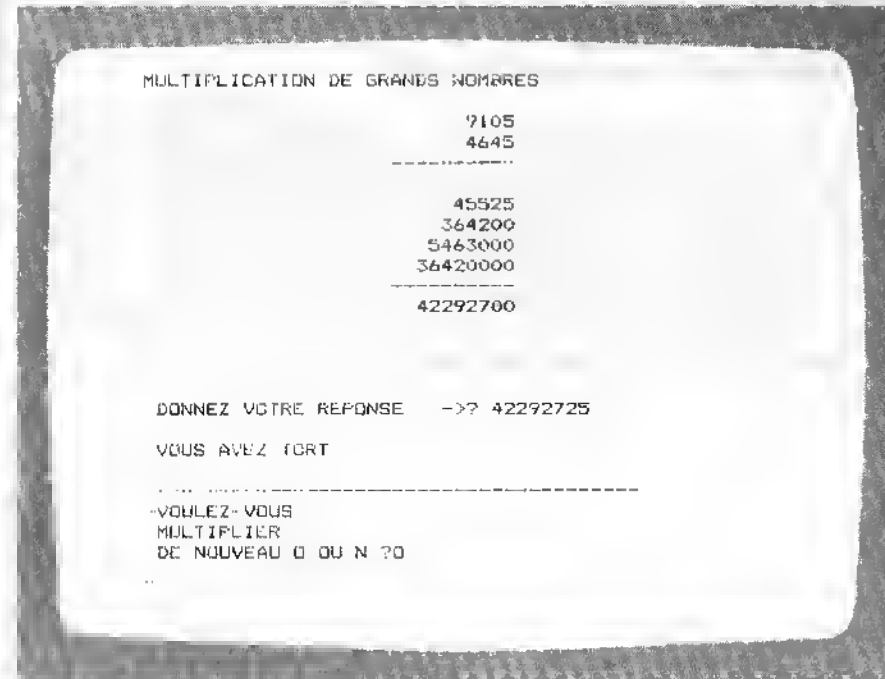 MULTIPLICATION DE GRANDS NOMBRES
9105
4645
-----------
45525
364200
5463000
36420000
-----------
42292700
DONNEZ VOTRE REPONSE ->? 42292725
VOUS AVEZ TORT
----------------------------------------
VOULEZ-VOUS
MULTIPLIER
DE NOUVEAU O OU N ?O